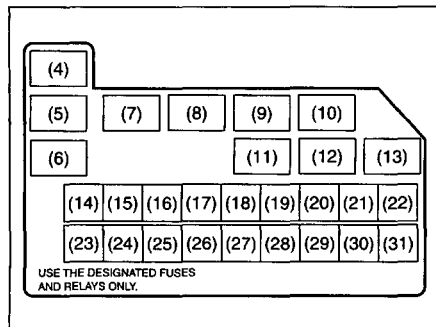 (4)
(5) (7) (8) (9) (10)
(6) (11) (12) (13)
(14) (15) (16) (17) (18) (19) (20) (21) (22)
(23) (24) (25) (26) (27) (28) (29) (30) (31)
USE THE DESIGNATED FUSES
AND RELAYS ONLY.